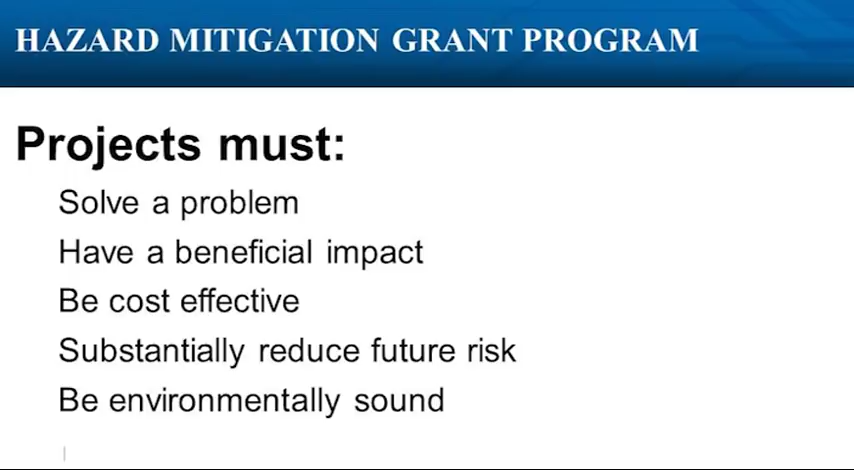 HAZARD MITIGATION GRANT PROGRAM
Projects must:
Solve a problem
Have a beneficial impact
Be cost effective
Substantially reduce future risk
Be environmentally sound